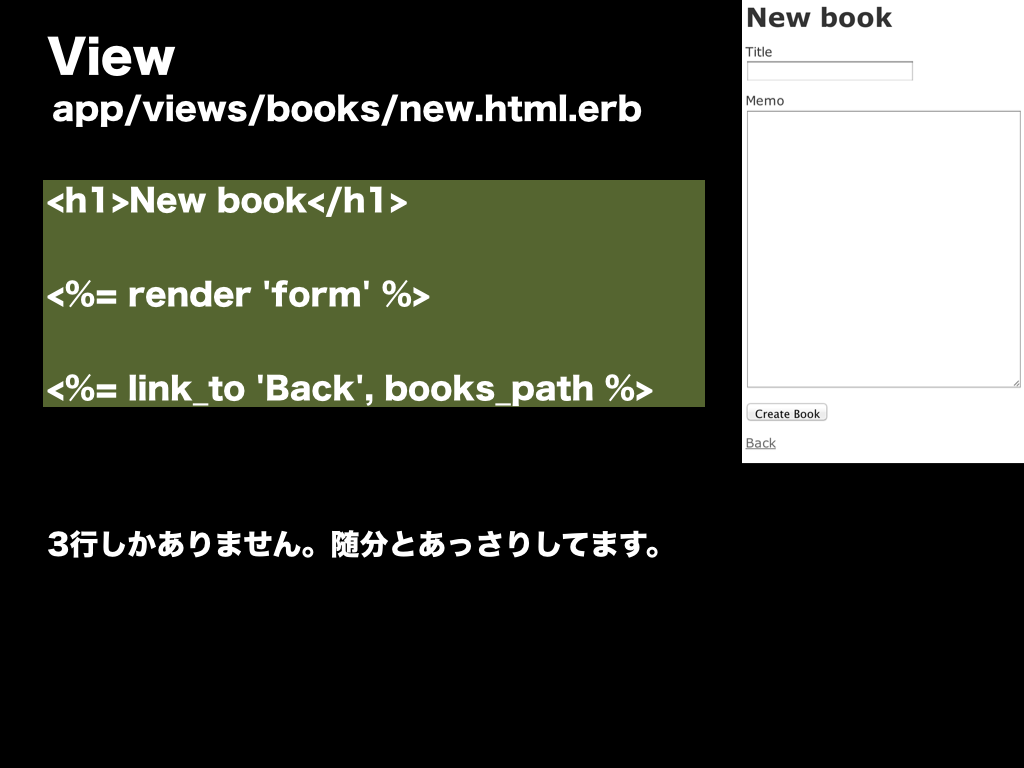 View
app/views/books/new.html.erb
<h1>New book</h1>
<%= render 'form' %>
<%= link_to 'Back', books_path %>
3行しかありません。随分とあっさりしてます。
New book
Title
Memo
Create Book
Back